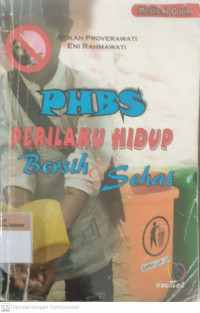 ATIKAH PROVERAWATI
ENI RAHMAWATI
PHBS
PERILAKU HIDUP
Bersih & Sehat
Dipindai dengan CamScanner